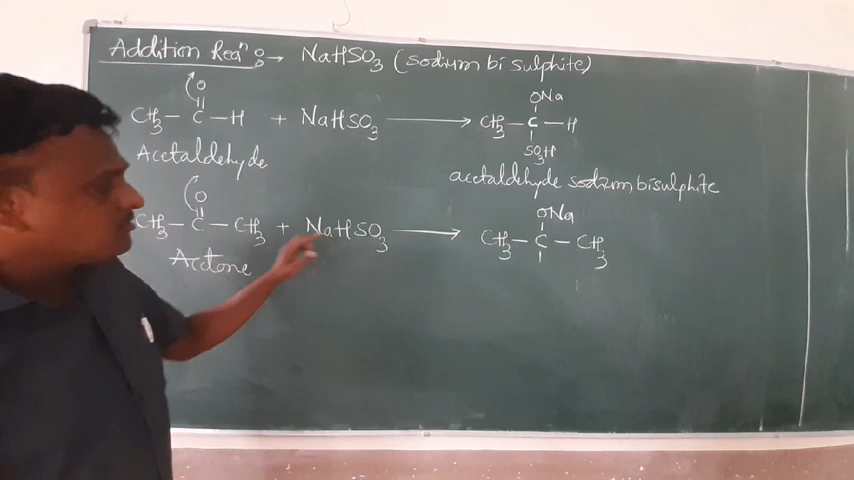 Addition Reaⁿ : → NaHSO₃ (sodium bi sulphite)
O ONa
CH₃ — C — H + NaHSO₃ ⟶ CH₃ — C — H
SO₃H
Acetaldehyde
acetaldehyde sodium bisulphite
O ONa
CH₃ — C — CH₃ + NaHSO₃ ⟶ CH₃ — C — CH₃
Acetone